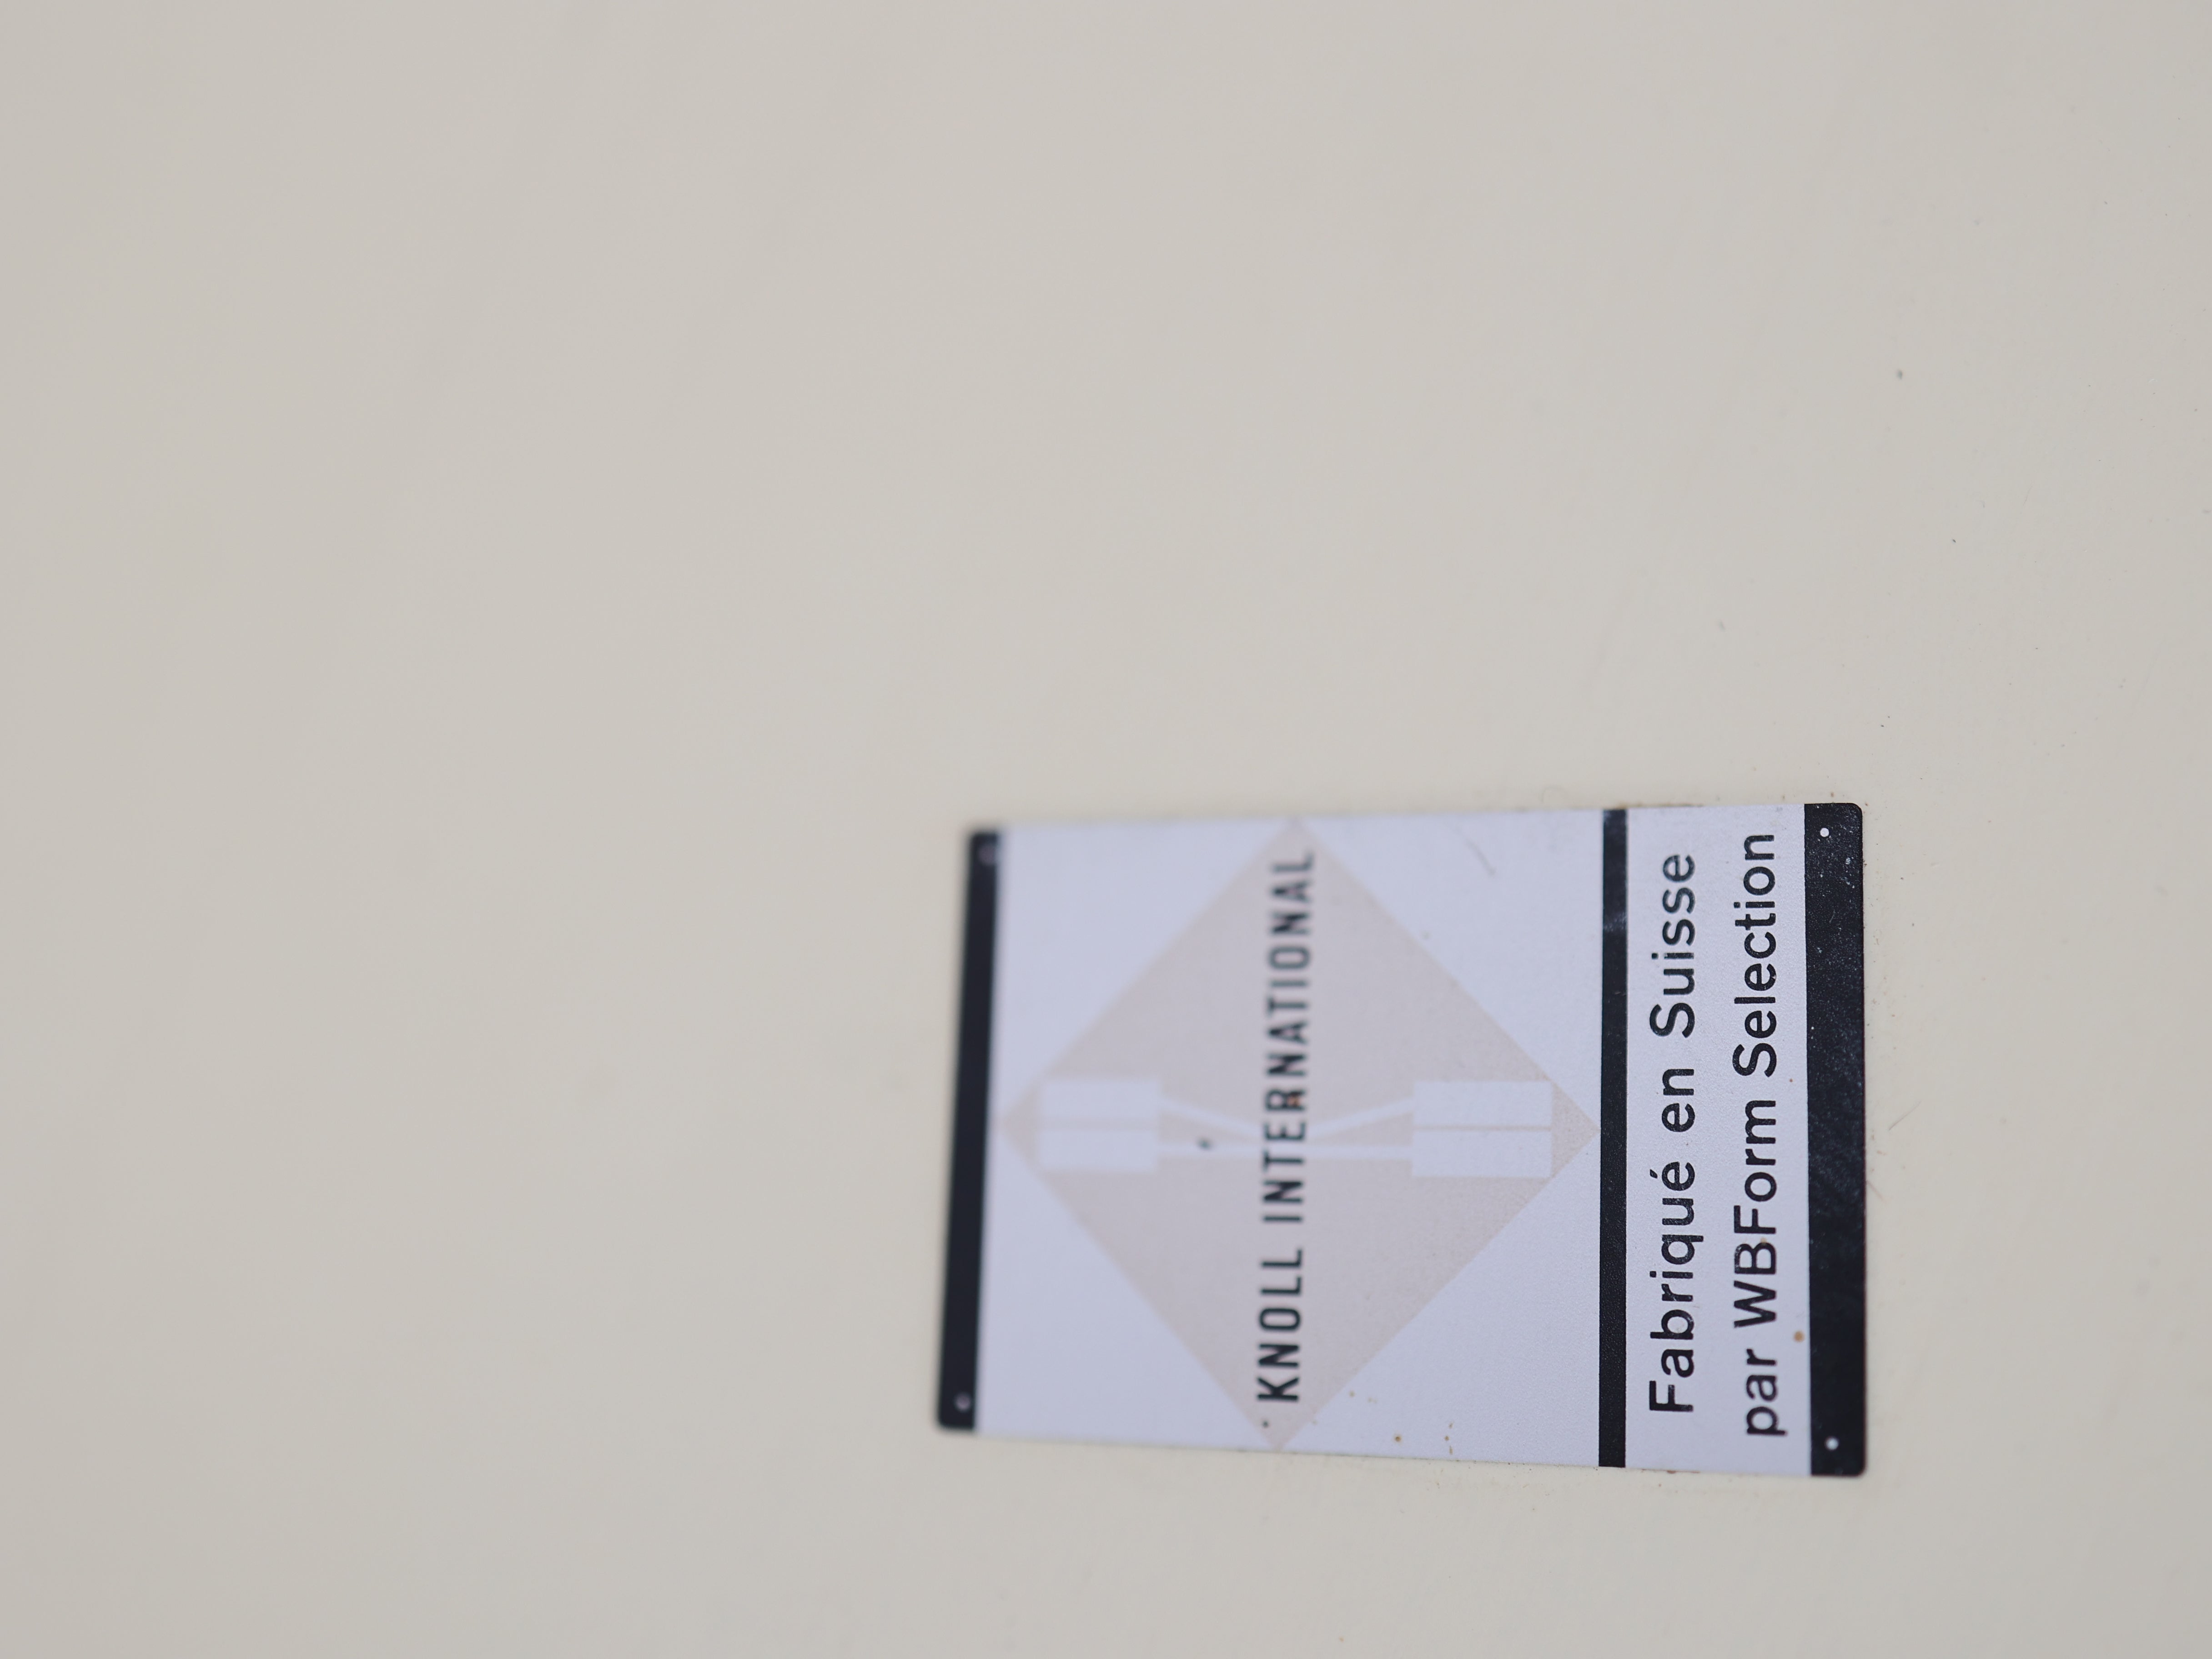 KNOLL INTERNATIONAL
Fabriqué en Suisse
par WBForm Selection